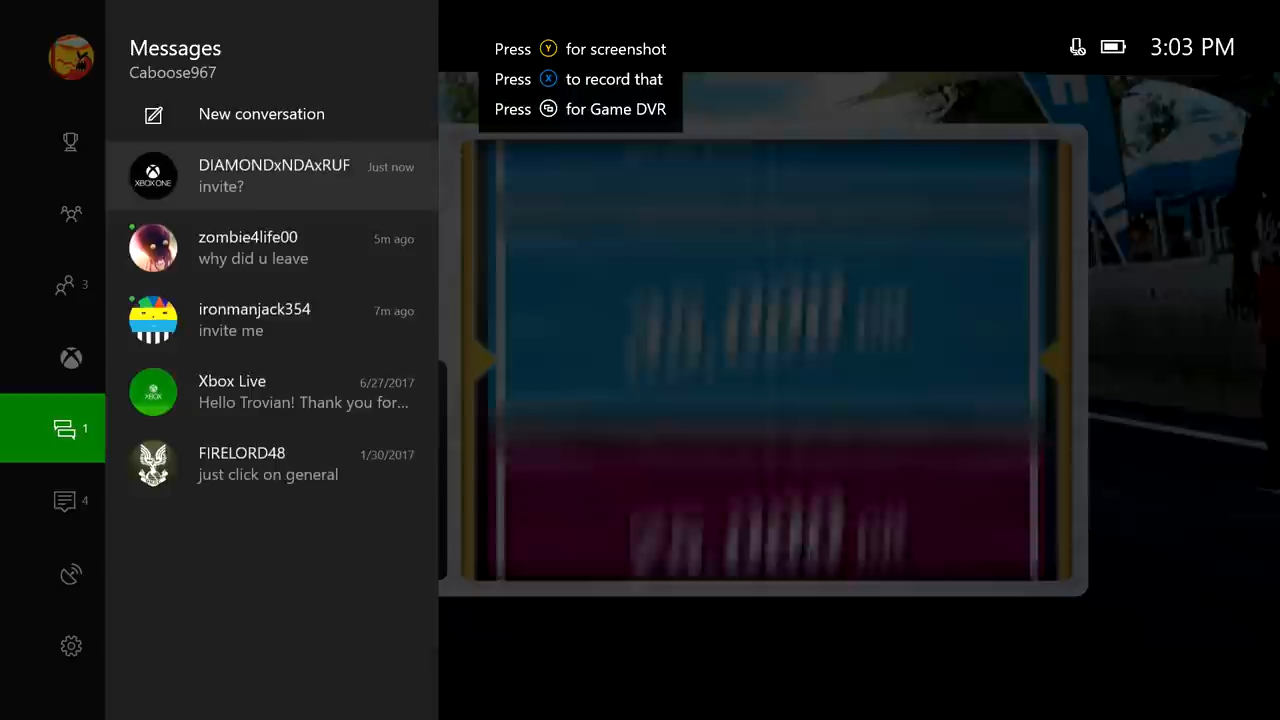 Messages
Caboose967
New conversation
DIAMONDxNDAxRUF
Just now
invite?
zombie4life00
5m ago
why did u leave
ironmanjack354
7m ago
invite me
Xbox Live
6/27/2017
Hello Trovian! Thank you for...
FIRELORD48
1/30/2017
just click on general
3
1
4
Press Y for screenshot
Press X to record that
Press for Game DVR
3:03 PM
XBOX ONE
XBOX